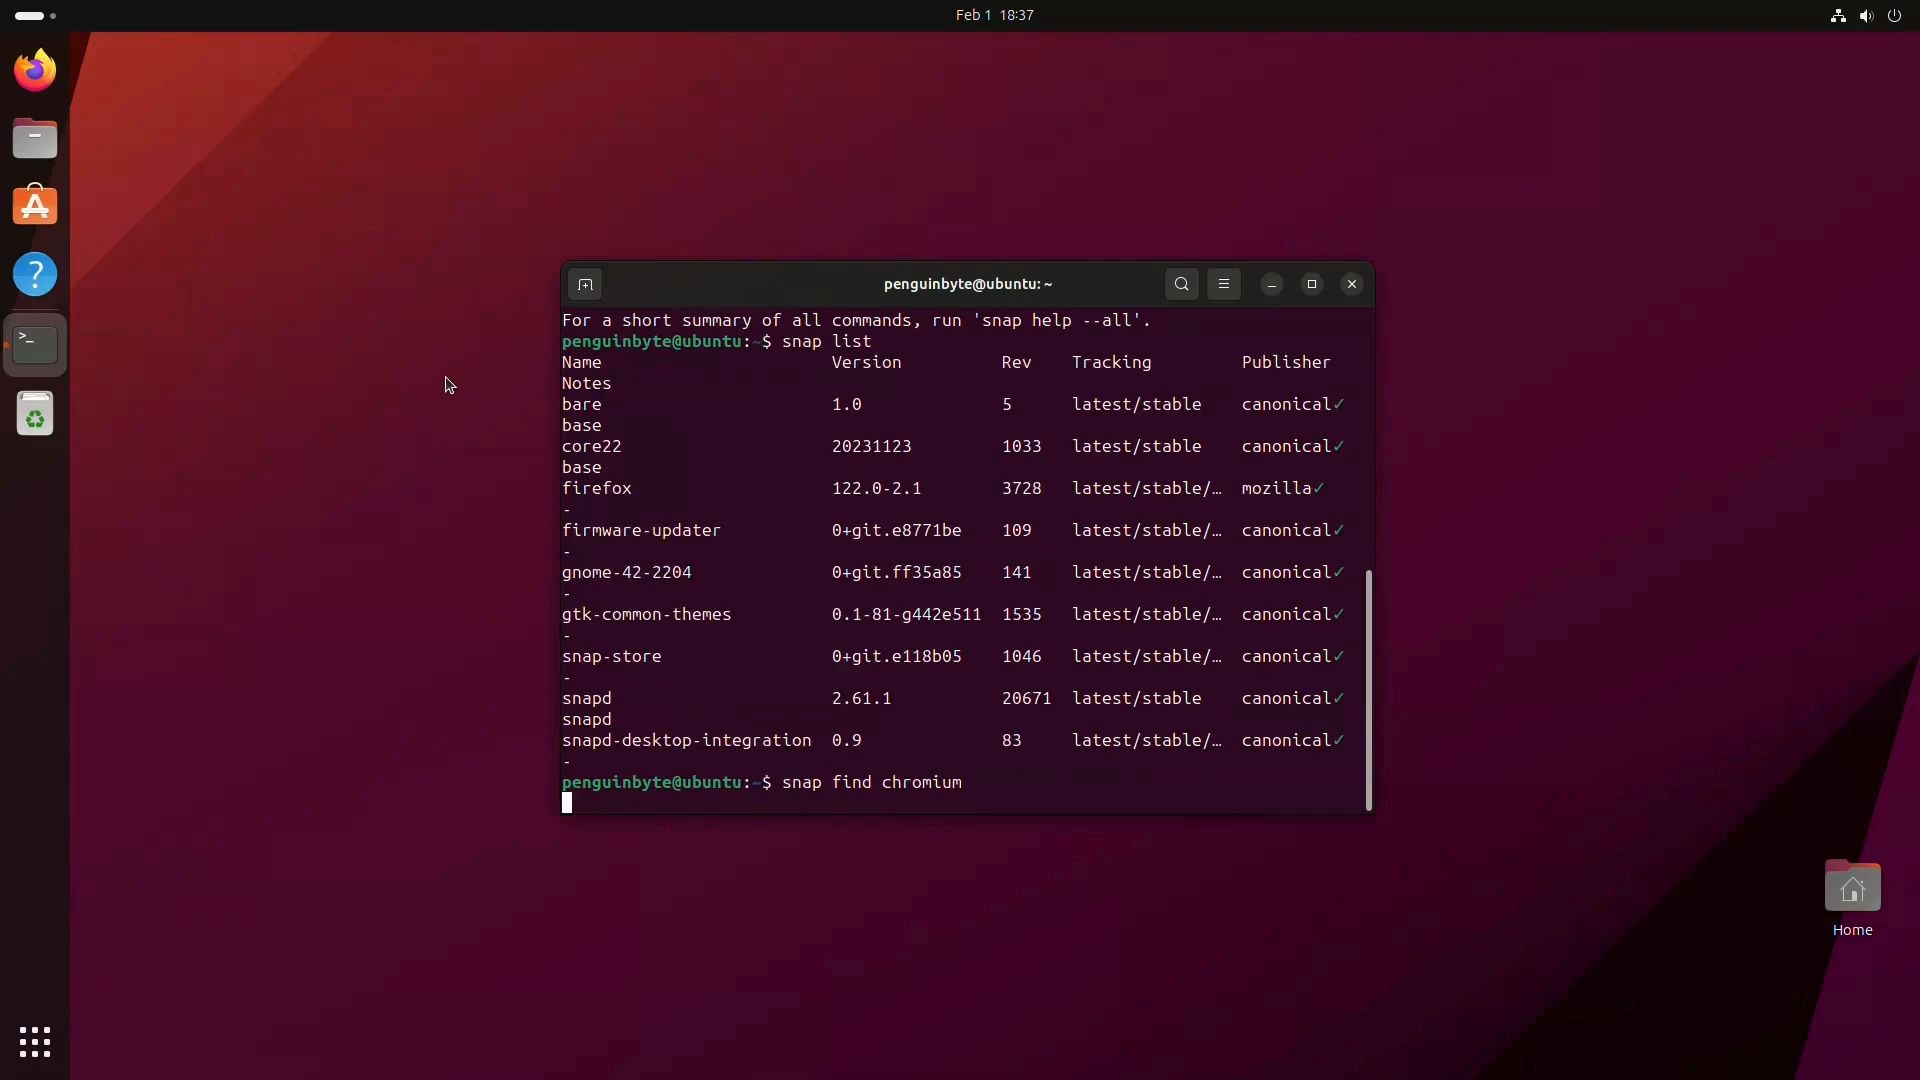 Feb 1 18:37
penguinbyte@ubuntu: ~
For a short summary of all commands, run 'snap help --all'.
penguinbyte@ubuntu:~$ snap list
Name Version Rev Tracking Publisher
Notes
bare 1.0 5 latest/stable canonical✓
base
core22 20231123 1033 latest/stable canonical✓
base
firefox 122.0-2.1 3728 latest/stable/… mozilla✓
-
firmware-updater 0+git.e8771be 109 latest/stable/… canonical✓
-
gnome-42-2204 0+git.ff35a85 141 latest/stable/… canonical✓
-
gtk-common-themes 0.1-81-g442e511 1535 latest/stable/… canonical✓
-
snap-store 0+git.e118b05 1046 latest/stable/… canonical✓
-
snapd 2.61.1 20671 latest/stable canonical✓
snapd
snapd-desktop-integration 0.9 83 latest/stable/… canonical✓
-
penguinbyte@ubuntu:~$ snap find chromium
Home